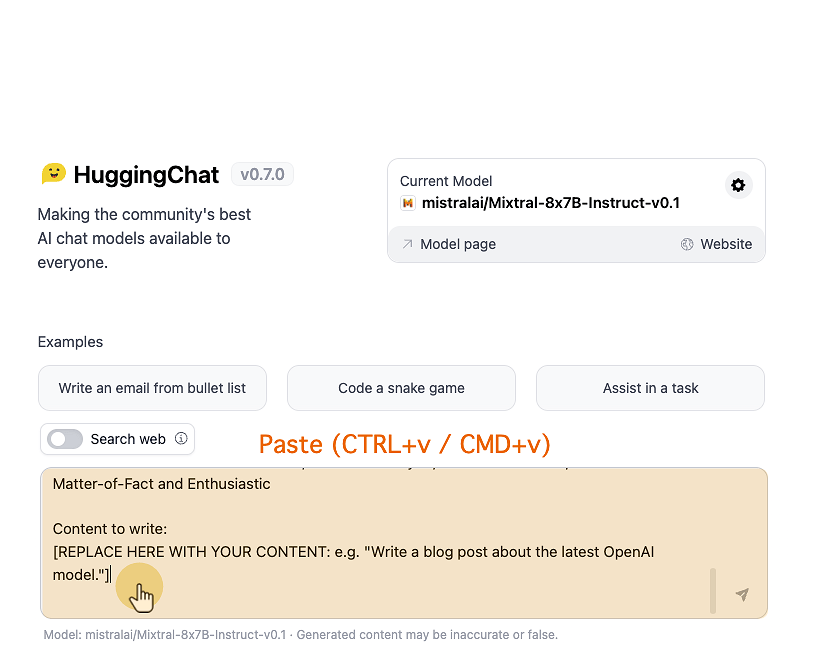 HuggingChat v0.7.0
Making the community's best
AI chat models available to
everyone.
Current Model
mistralai/Mixtral-8x7B-Instruct-v0.1
Model page
Website
Examples
Write an email from bullet list
Code a snake game
Assist in a task
Search web
Paste (CTRL+v / CMD+v)
Matter-of-Fact and Enthusiastic
Content to write:
[REPLACE HERE WITH YOUR CONTENT: e.g. "Write a blog post about the latest OpenAI
model."]
Model: mistralai/Mixtral-8x7B-Instruct-v0.1 · Generated content may be inaccurate or false.